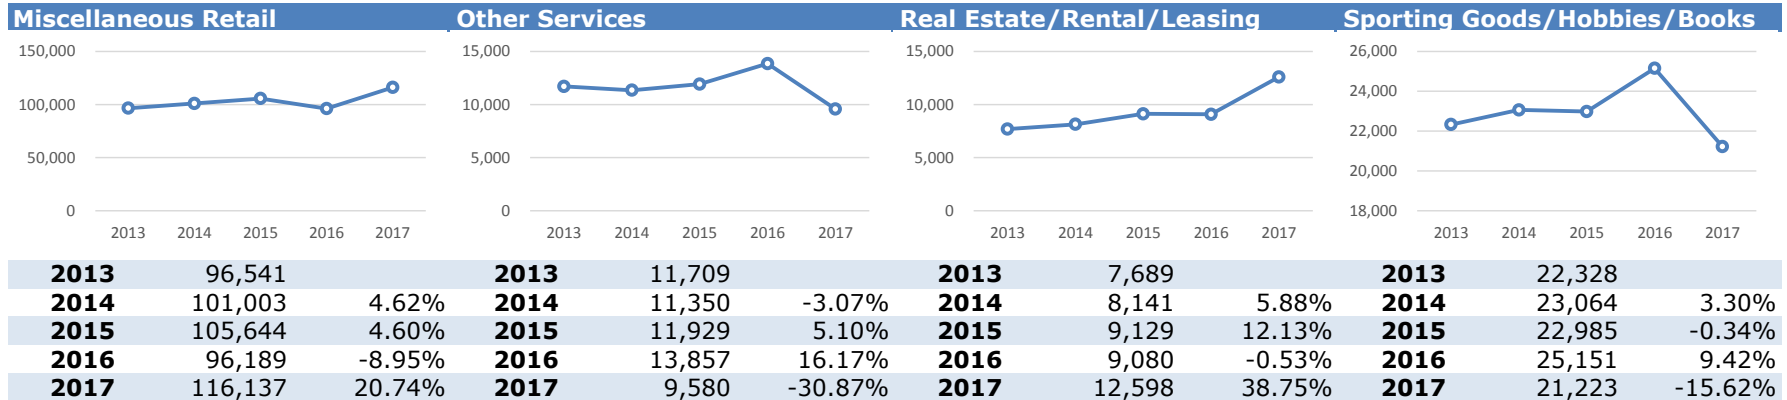 Miscellaneous Retail
150,000
100,000
50,000
0
2013 2014 2015 2016 2017
2013 96,541
2014 101,003 4.62%
2015 105,644 4.60%
2016 96,189 -8.95%
2017 116,137 20.74%
Other Services
15,000
10,000
5,000
0
2013 2014 2015 2016 2017
2013 11,709
2014 11,350 -3.07%
2015 11,929 5.10%
2016 13,857 16.17%
2017 9,580 -30.87%
Real Estate/Rental/Leasing
15,000
10,000
5,000
0
2013 2014 2015 2016 2017
2013 7,689
2014 8,141 5.88%
2015 9,129 12.13%
2016 9,080 -0.53%
2017 12,598 38.75%
Sporting Goods/Hobbies/Books
26,000
24,000
22,000
20,000
18,000
2013 2014 2015 2016 2017
2013 22,328
2014 23,064 3.30%
2015 22,985 -0.34%
2016 25,151 9.42%
2017 21,223 -15.62%